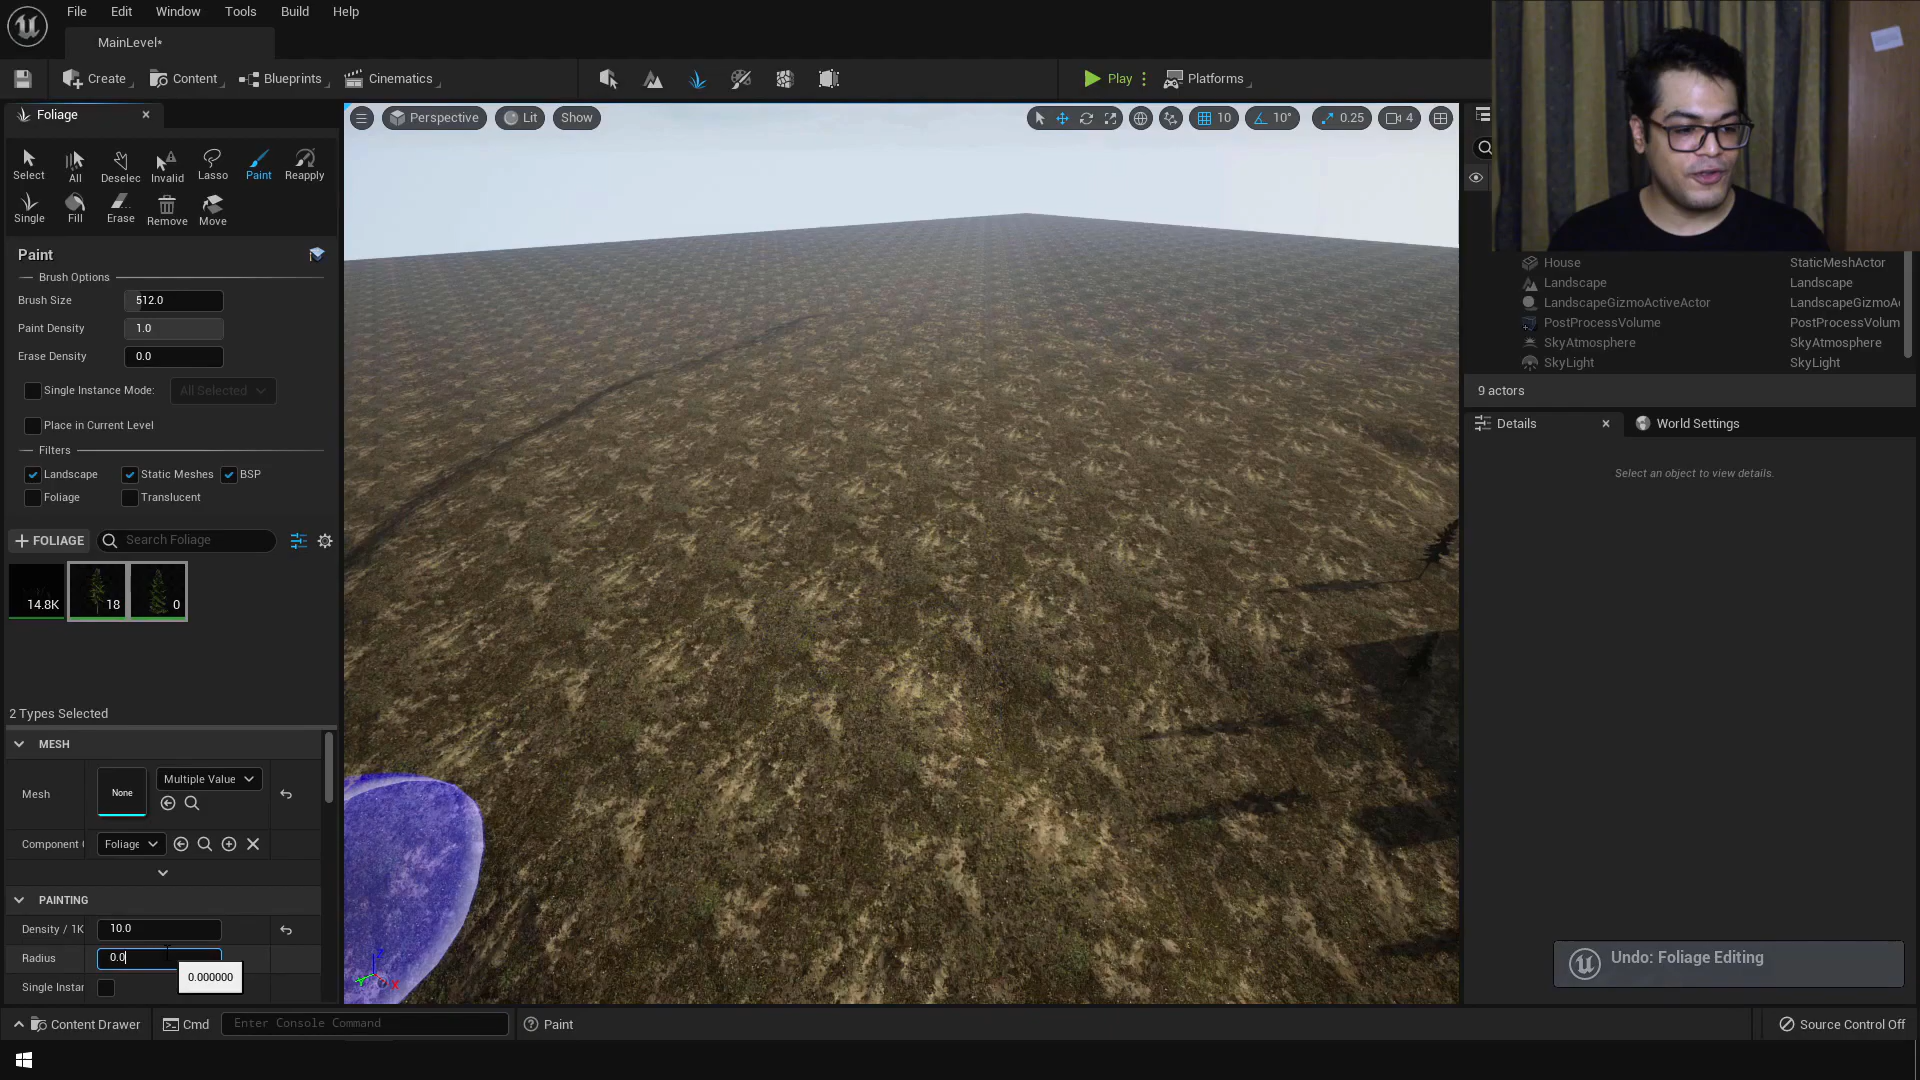 File Edit Window Tools Build Help
MainLevel*
Create Content Blueprints Cinematics Play Platforms
Foliage
Perspective Lit Show 10 10° 0.25 4
Select All Deselec Invalid Lasso Paint Reapply
Single Fill Erase Remove Move
Paint
Brush Options
Brush Size 512.0
Paint Density 1.0
Erase Density 0.0
Single Instance Mode: All Selected
Place in Current Level
Filters
Landscape Static Meshes BSP
Foliage Translucent
FOLIAGE Search Foliage
14.8K 18 0
2 Types Selected
MESH
Mesh None Multiple Value
Component Foliage
PAINTING
Density / 1K 10.0
Radius 0.0
0.000000
Single Instar
House StaticMeshActor
Landscape Landscape
LandscapeGizmoActiveActor LandscapeGizmoA
PostProcessVolume PostProcessVolum
SkyAtmosphere SkyAtmosphere
SkyLight SkyLight
9 actors
Details World Settings
Select an object to view details.
Undo: Foliage Editing
Content Drawer Cmd Enter Console Command Paint Source Control Off